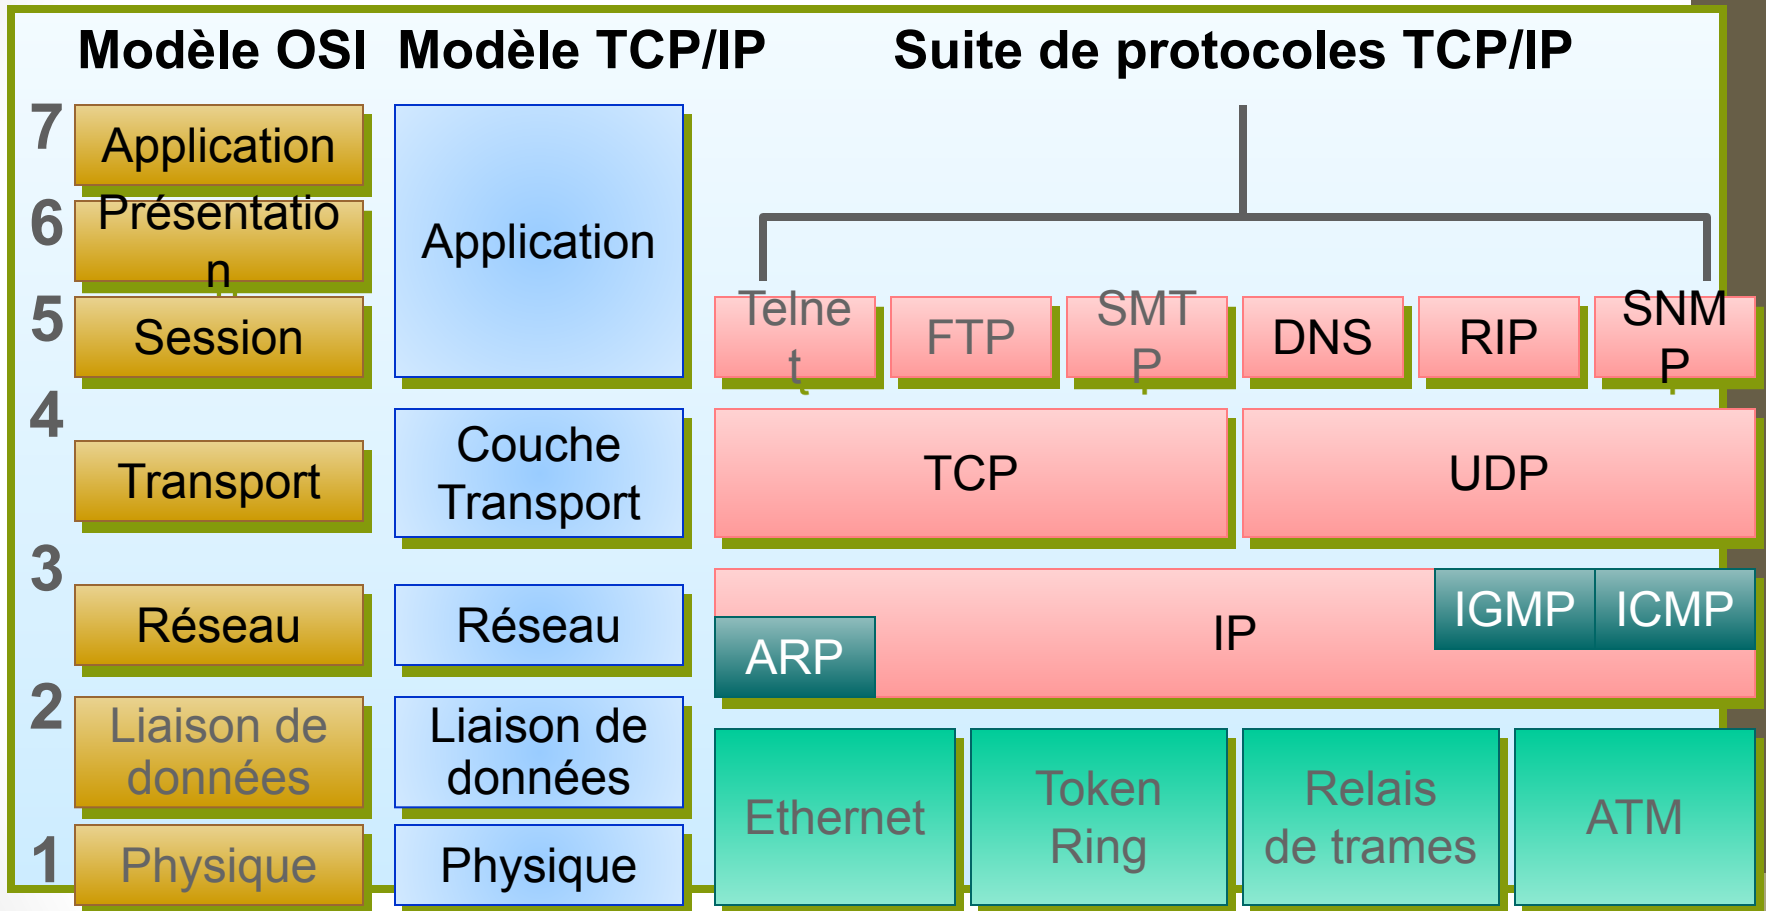 Modèle OSI
Modèle TCP/IP
Suite de protocoles TCP/IP
7
Application
6
Présentatio
n
5
Session
4
Transport
3
Réseau
2
Liaison de
données
1
Physique
Application
Couche
Transport
Réseau
Liaison de
données
Physique
Telne
t
FTP
SMT
P
DNS
RIP
SNM
P
TCP
UDP
IP
ARP
IGMP
ICMP
Ethernet
Token
Ring
Relais
de trames
ATM